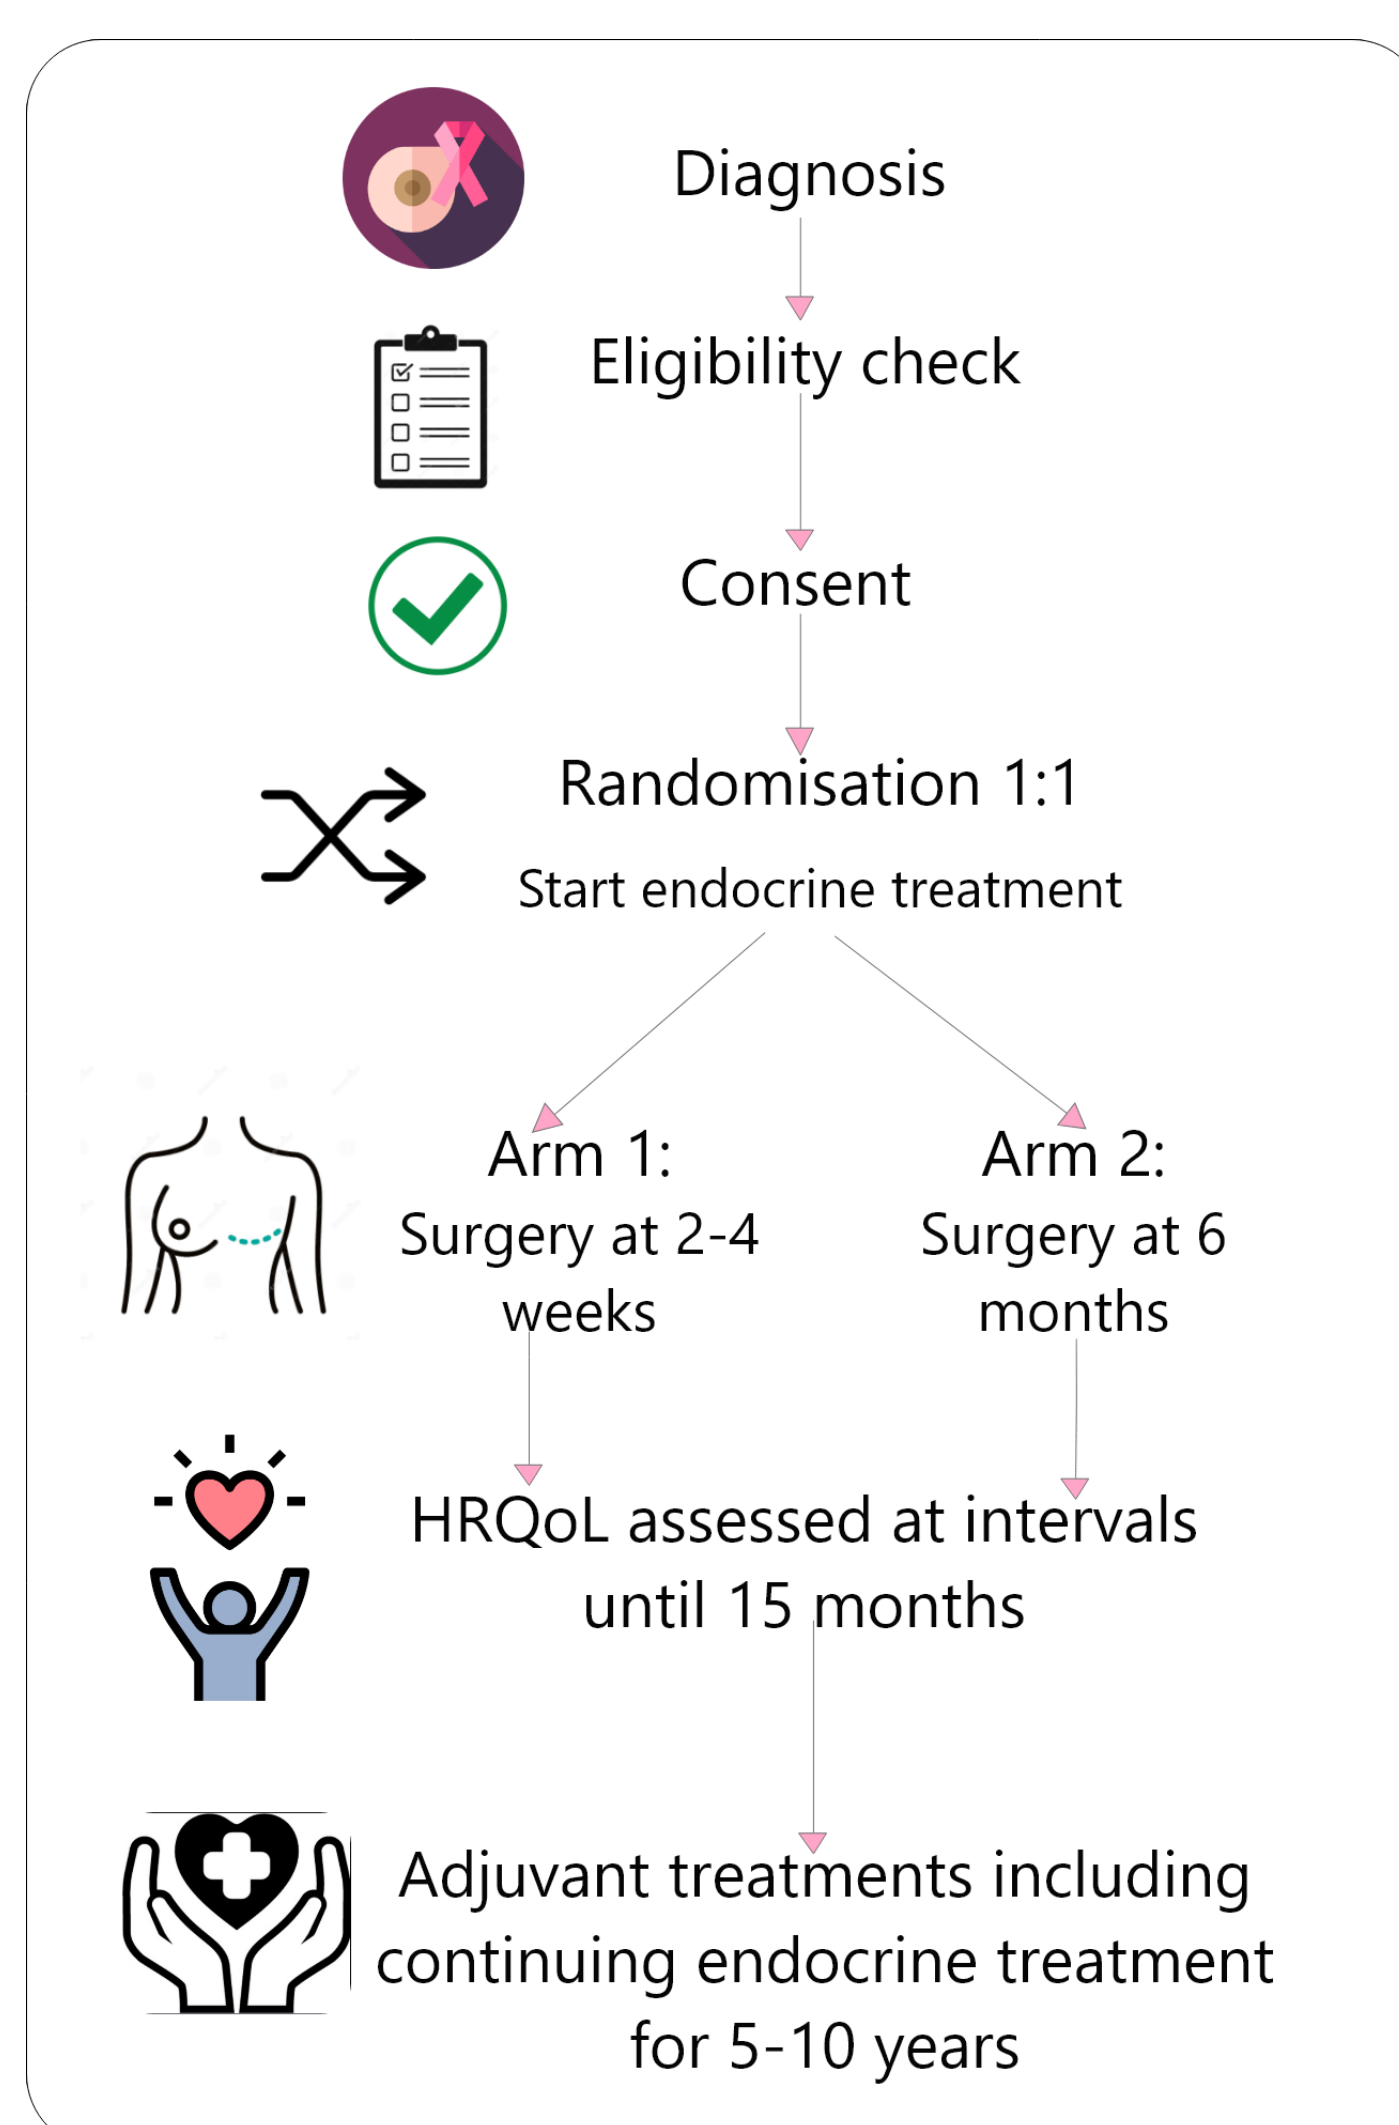 Diagnosis
Eligibility check
Consent
Randomisation 1:1
Start endocrine treatment
Arm 1:
Surgery at 2-4
weeks
Arm 2:
Surgery at 6
months
HRQoL assessed at intervals
until 15 months
Adjuvant treatments including
continuing endocrine treatment
for 5-10 years